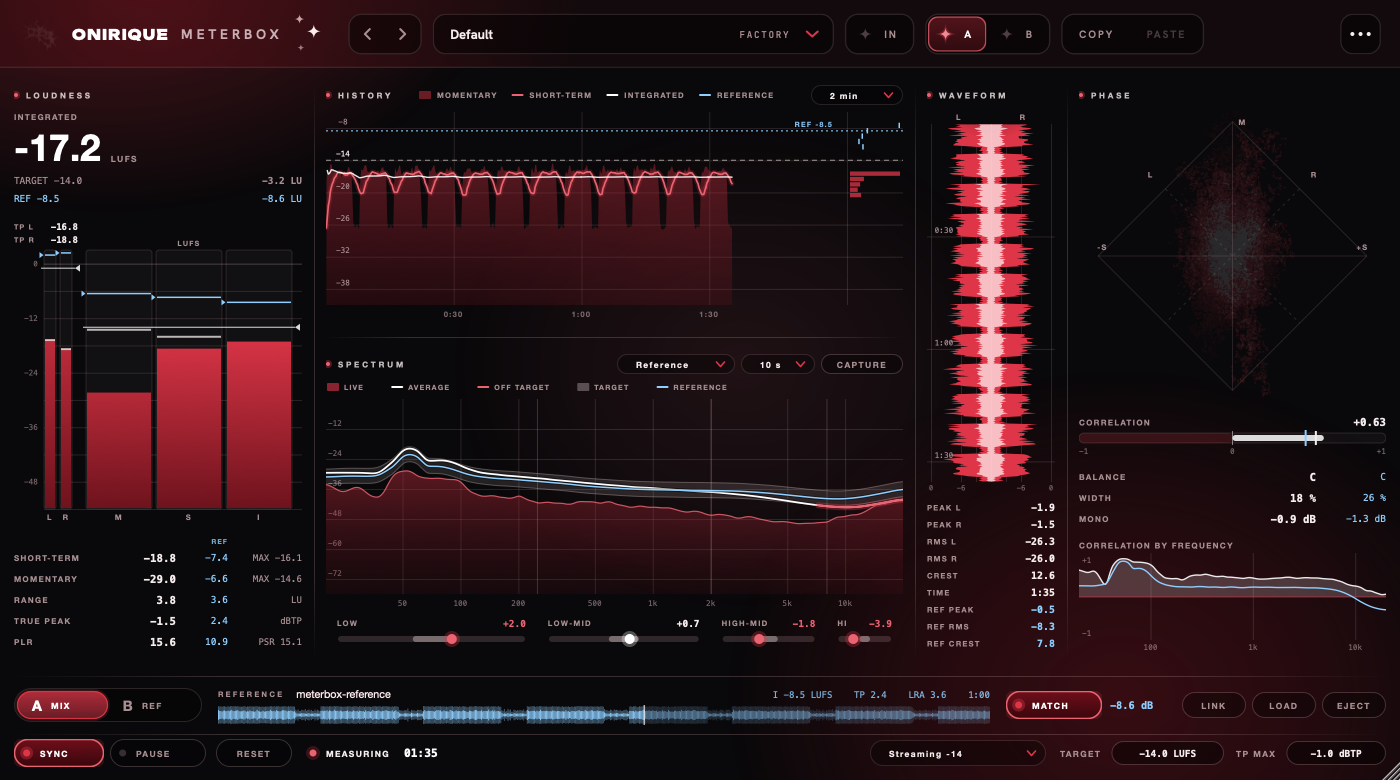 ONIRIQUE METERBOX
Default FACTORY
IN
A B
COPY PASTE
LOUDNESS
INTEGRATED
-17.2 LUFS
TARGET -14.0 -3.2 LU
REF -8.5 -8.6 LU
TP L -16.8
TP R -18.8
LUFS
0
-12
-24
-36
-48
L R M S I
REF
SHORT-TERM -18.8 -7.4 MAX -16.1
MOMENTARY -29.0 -6.6 MAX -14.6
RANGE 3.8 3.6 LU
TRUE PEAK -1.5 2.4 dBTP
PLR 15.6 10.9 PSR 15.1
HISTORY MOMENTARY SHORT-TERM INTEGRATED REFERENCE 2 min
-8
REF -8.5
-14
-20
-26
-32
-38
0:30 1:00 1:30
SPECTRUM Reference 10 s CAPTURE
LIVE AVERAGE OFF TARGET TARGET REFERENCE
-12
-36
-48
-60
-72
50 100 200 500 1k 2k 5k 10k
LOW +2.0 LOW-MID +0.7 HIGH-MID -1.8 HI -3.9
WAVEFORM
L R
0:30
1:00
1:30
0 -6 -6 0
PEAK L -1.9
PEAK R -1.5
RMS L -26.3
RMS R -26.0
CREST 12.6
TIME 1:35
REF PEAK -0.5
REF RMS -8.3
REF CREST 7.8
PHASE
M
L R
-S +S
CORRELATION +0.63
-1 0 +1
BALANCE C C
WIDTH 18 % 26 %
MONO -0.9 dB -1.3 dB
CORRELATION BY FREQUENCY
+1
-1
100 1k 10k
A MIX B REF
REFERENCE meterbox-reference I -8.5 LUFS TP 2.4 LRA 3.6 1:00
MATCH -8.6 dB LINK LOAD EJECT
SYNC PAUSE RESET MEASURING 01:35
Streaming -14 TARGET -14.0 LUFS TP MAX -1.0 dBTP